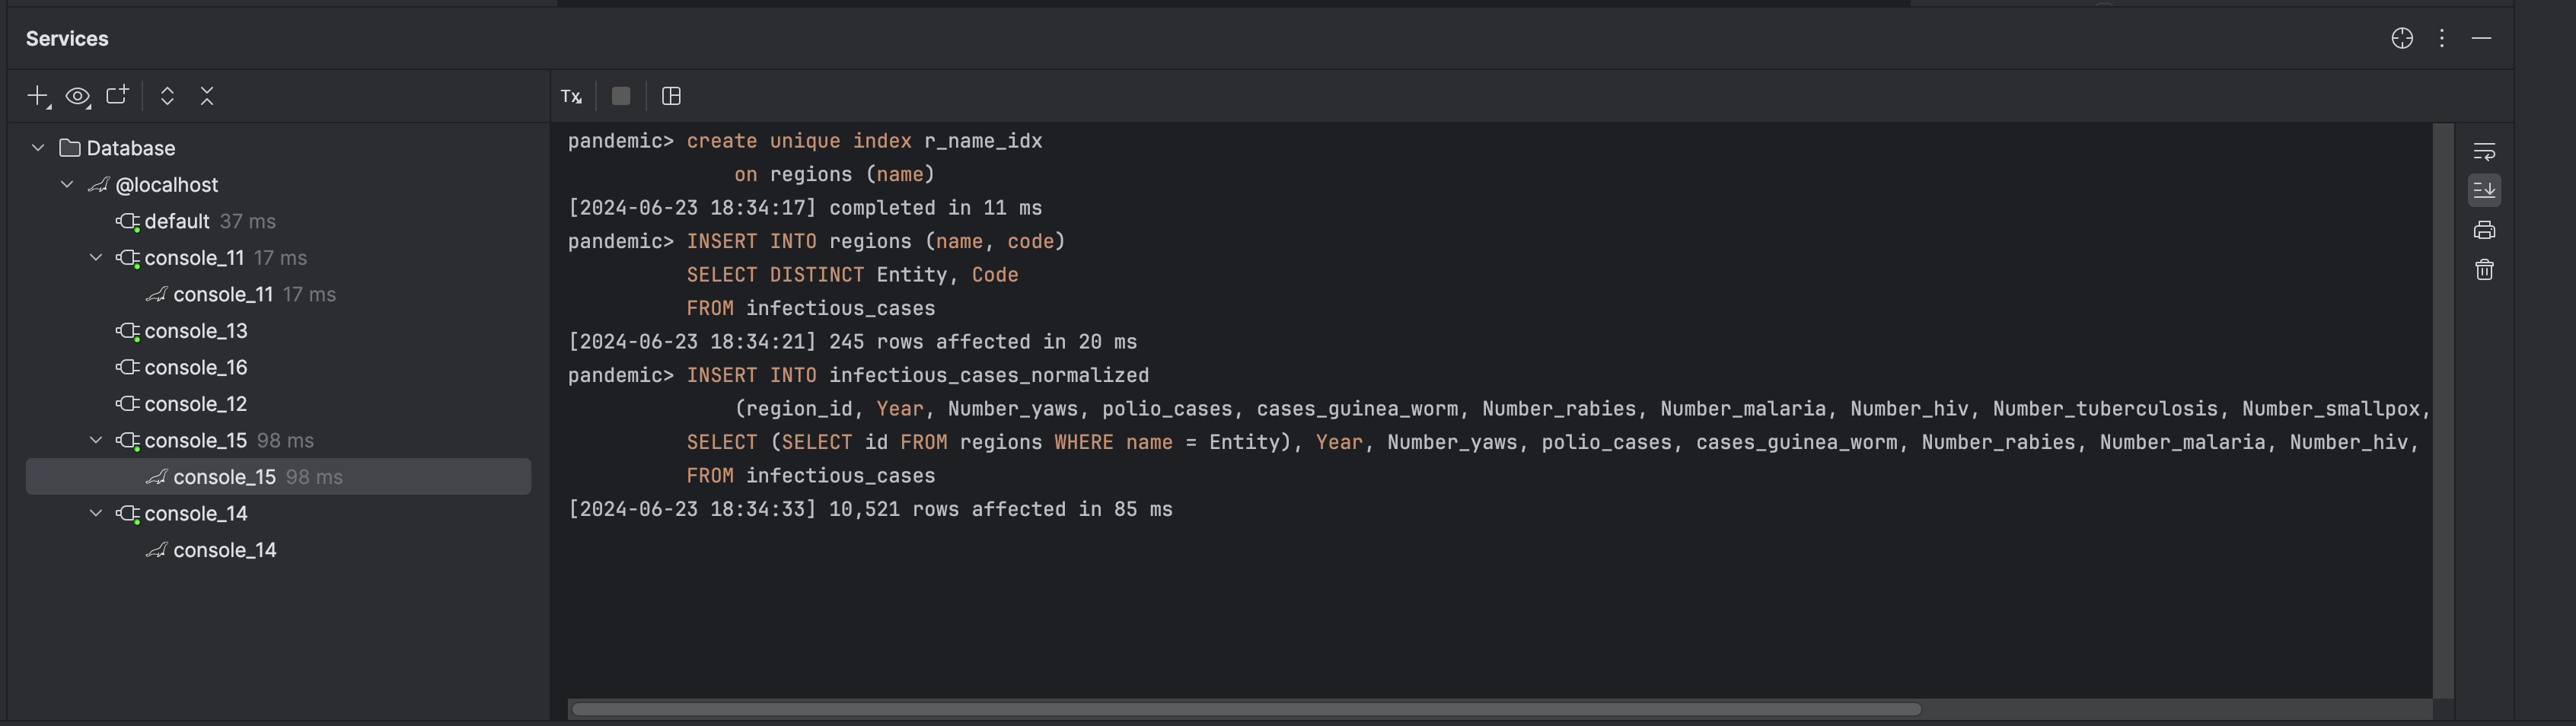 Services
Tx
Database
@localhost
default 37 ms
console_11 17 ms
console_11 17 ms
console_13
console_16
console_12
console_15 98 ms
console_15 98 ms
console_14
console_14
pandemic> create unique index r_name_idx
on regions (name)
[2024-06-23 18:34:17] completed in 11 ms
pandemic> INSERT INTO regions (name, code)
SELECT DISTINCT Entity, Code
FROM infectious_cases
[2024-06-23 18:34:21] 245 rows affected in 20 ms
pandemic> INSERT INTO infectious_cases_normalized
(region_id, Year, Number_yaws, polio_cases, cases_guinea_worm, Number_rabies, Number_malaria, Number_hiv, Number_tuberculosis, Number_smallpox,
SELECT (SELECT id FROM regions WHERE name = Entity), Year, Number_yaws, polio_cases, cases_guinea_worm, Number_rabies, Number_malaria, Number_hiv,
FROM infectious_cases
[2024-06-23 18:34:33] 10,521 rows affected in 85 ms